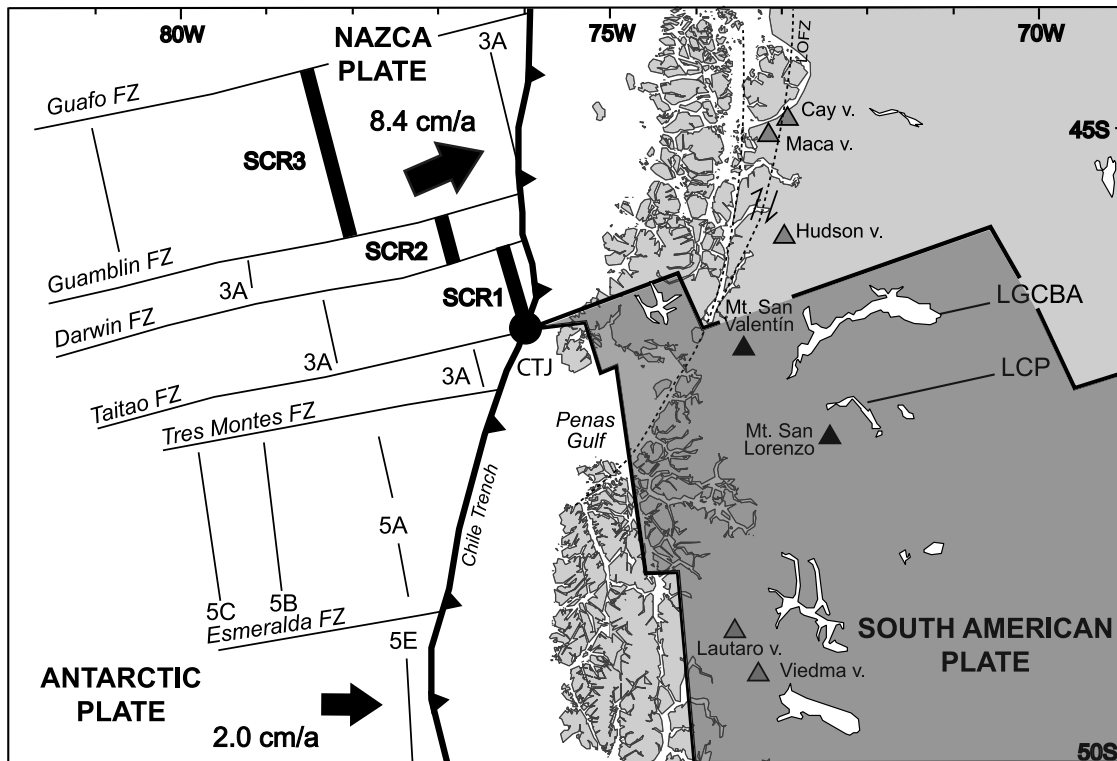 80W
75W
70W
NAZCA
PLATE
3A
LOFZ
Guafo FZ
8.4 cm/a
Cay v.
45S
Maca v.
SCR3
SCR2
Hudson v.
Guamblin FZ
3A
SCR1
LGCBA
Mt. San
Valentín
Darwin FZ
3A
3A
CTJ
LCP
Taitao FZ
Tres Montes FZ
Penas
Gulf
Mt. San
Lorenzo
Chile Trench
5A
5C
5B
Esmeralda FZ
5E
SOUTH AMERICAN
PLATE
Lautaro v.
Viedma v.
ANTARCTIC
PLATE
2.0 cm/a
50S